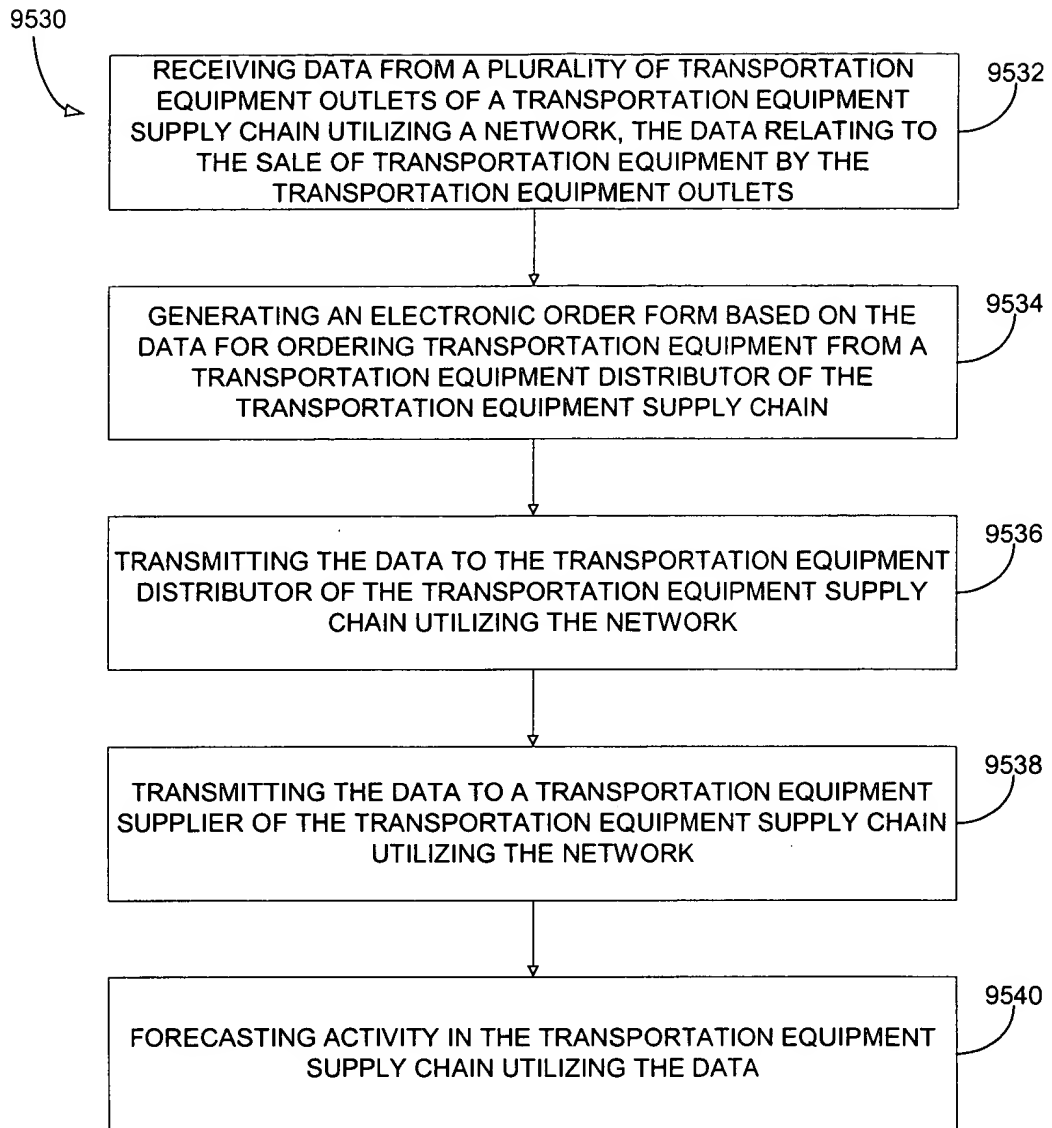 9530
RECEIVING DATA FROM A PLURALITY OF TRANSPORTATION
EQUIPMENT OUTLETS OF A TRANSPORTATION EQUIPMENT
SUPPLY CHAIN UTILIZING A NETWORK, THE DATA RELATING TO
THE SALE OF TRANSPORTATION EQUIPMENT BY THE
TRANSPORTATION EQUIPMENT OUTLETS
9532
GENERATING AN ELECTRONIC ORDER FORM BASED ON THE
DATA FOR ORDERING TRANSPORTATION EQUIPMENT FROM A
TRANSPORTATION EQUIPMENT DISTRIBUTOR OF THE
TRANSPORTATION EQUIPMENT SUPPLY CHAIN
9534
TRANSMITTING THE DATA TO THE TRANSPORTATION EQUIPMENT
DISTRIBUTOR OF THE TRANSPORTATION EQUIPMENT SUPPLY
CHAIN UTILIZING THE NETWORK
9536
TRANSMITTING THE DATA TO A TRANSPORTATION EQUIPMENT
SUPPLIER OF THE TRANSPORTATION EQUIPMENT SUPPLY CHAIN
UTILIZING THE NETWORK
9538
FORECASTING ACTIVITY IN THE TRANSPORTATION EQUIPMENT
SUPPLY CHAIN UTILIZING THE DATA
9540